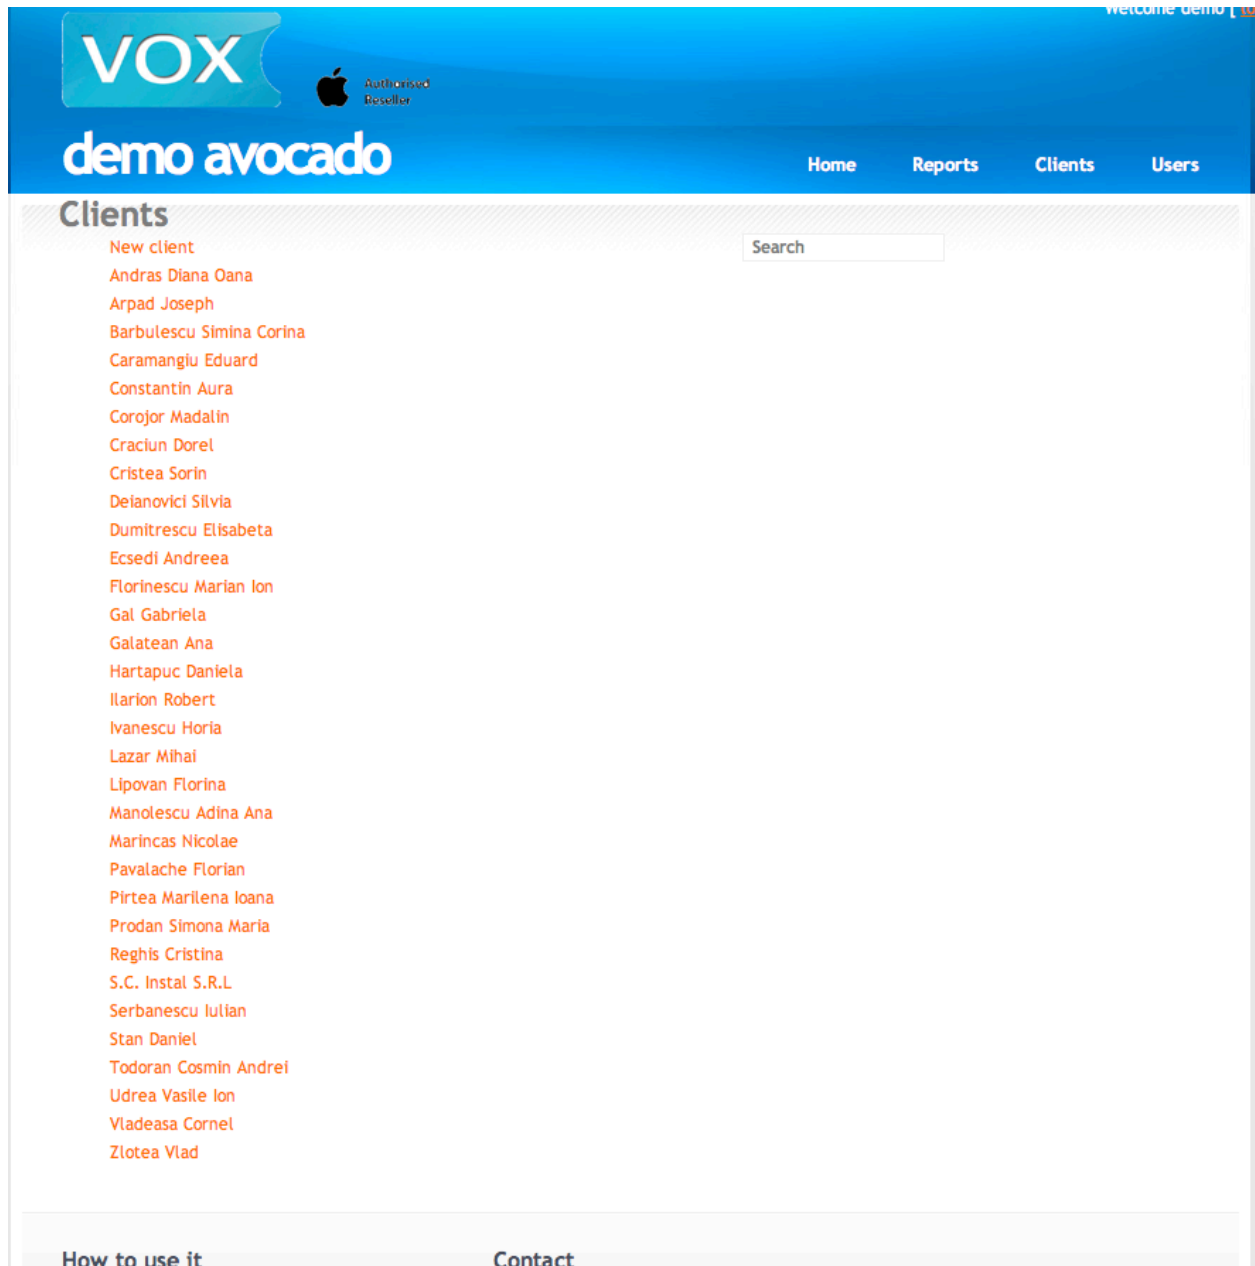 Welcome demo [
VOX
Authorised
Reseller
demo avocado
Home Reports Clients Users
Clients
New client
Search
Andras Diana Oana
Arpad Joseph
Barbulescu Simina Corina
Caramangiu Eduard
Constantin Aura
Corojor Madalin
Craciun Dorel
Cristea Sorin
Deianovici Silvia
Dumitrescu Elisabeta
Ecsedi Andreea
Florinescu Marian Ion
Gal Gabriela
Galatean Ana
Hartapuc Daniela
Ilarion Robert
Ivanescu Horia
Lazar Mihai
Lipovan Florina
Manolescu Adina Ana
Marincas Nicolae
Pavalache Florian
Pirtea Marilena Ioana
Prodan Simona Maria
Reghis Cristina
S.C. Instal S.R.L
Serbanescu Iulian
Stan Daniel
Todoran Cosmin Andrei
Udrea Vasile Ion
Vladeasa Cornel
Zlotea Vlad
How to use it
Contact